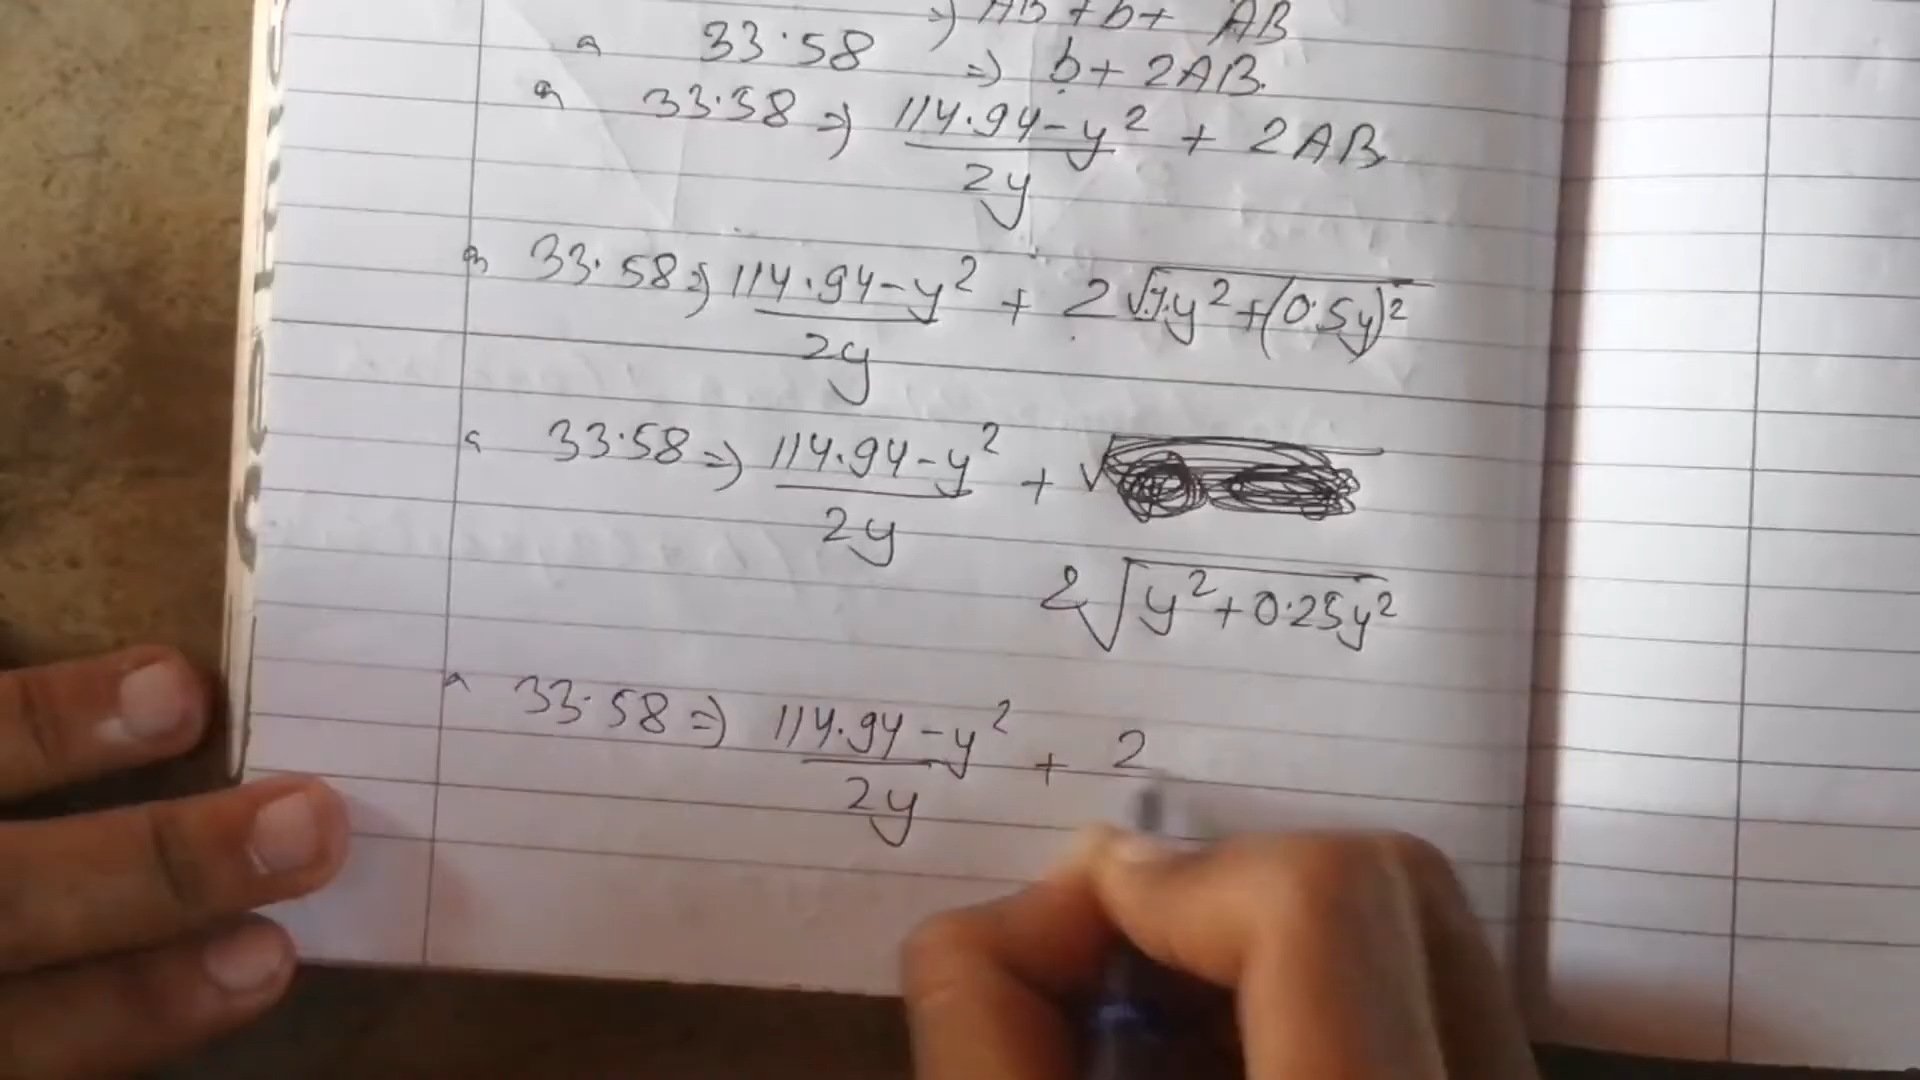 =) AB + b + AB
33.58 => b + 2AB.
33.58 => (114.94 - y²)/2y + 2AB
33.58 => (114.94 - y²)/2y + 2√(1.y² + (0.5y)²)
33.58 => (114.94 - y²)/2y + √
2√(y² + 0.25y²)
33.58 => (114.94 - y²)/2y + 2